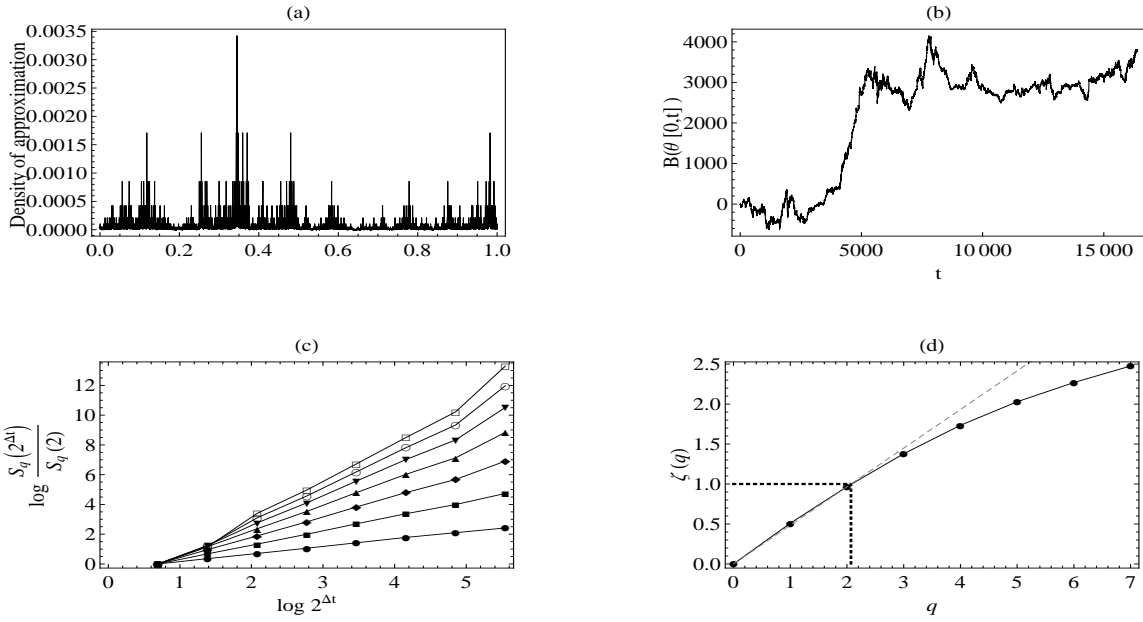 (a)
Density of approximation
0.0035
0.0030
0.0025
0.0020
0.0015
0.0010
0.0005
0.0000
0.0 0.2 0.4 0.6 0.8 1.0
(b)
B(θ [0,t] )
4000
3000
2000
1000
0
0 5000 10 000 15 000
t
(c)
log S_q(2^Δt) / S_q(2)
12
10
8
6
4
2
0
0 1 2 3 4 5
log 2^Δt
(d)
ζ (q)
2.5
2.0
1.5
1.0
0.5
0.0
0 1 2 3 4 5 6 7
q